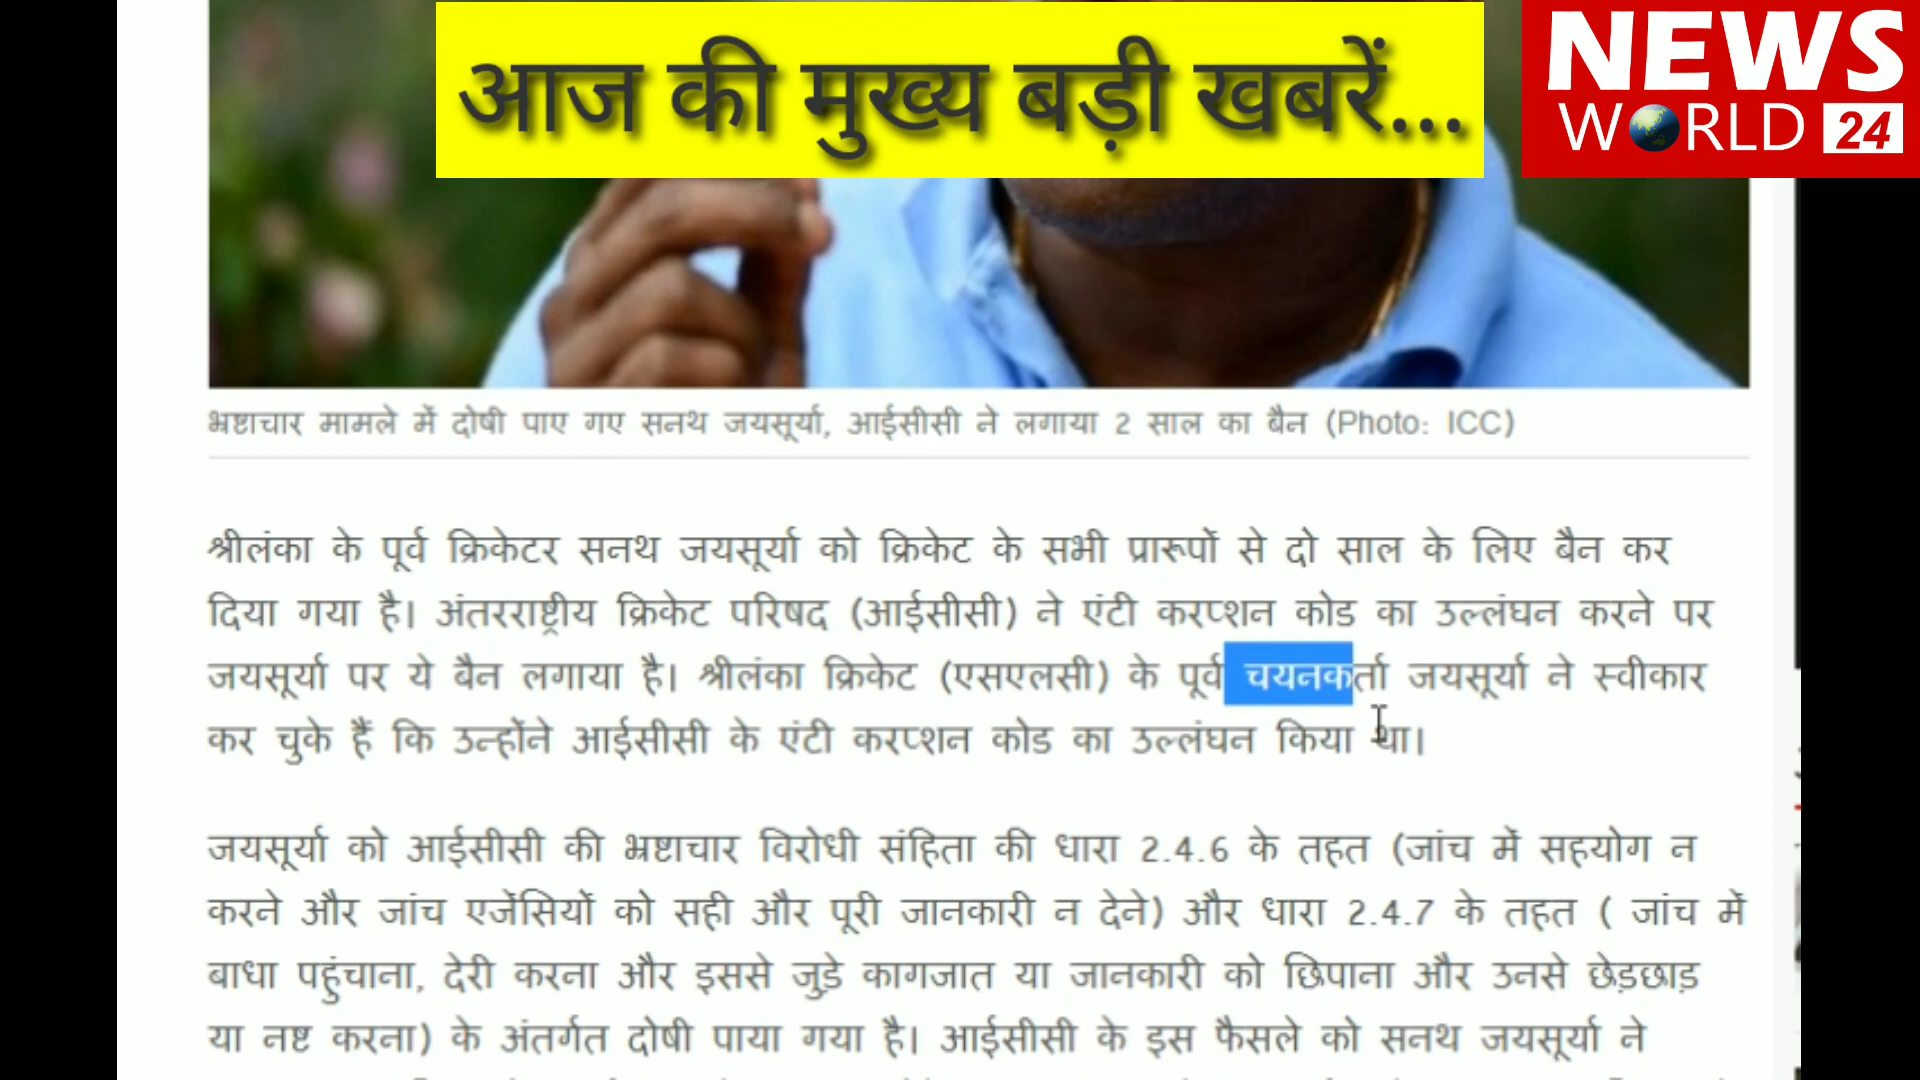 आज की मुख्य बड़ी खबरें...
NEWS
WORLD 24
भ्रष्टाचार मामले में दोषी पाए गए सनथ जयसूर्या, आईसीसी ने लगाया 2 साल का बैन (Photo: ICC)
श्रीलंका के पूर्व क्रिकेटर सनथ जयसूर्या को क्रिकेट के सभी प्रारूपों से दो साल के लिए बैन कर
दिया गया है। अंतरराष्ट्रीय क्रिकेट परिषद (आईसीसी) ने एंटी करप्शन कोड का उल्लंघन करने पर
जयसूर्या पर ये बैन लगाया है। श्रीलंका क्रिकेट (एसएलसी) के पूर्व चयनकर्ता जयसूर्या ने स्वीकार
कर चुके हैं कि उन्होंने आईसीसी के एंटी करप्शन कोड का उल्लंघन किया था।
जयसूर्या को आईसीसी की भ्रष्टाचार विरोधी संहिता की धारा 2.4.6 के तहत (जांच में सहयोग न
करने और जांच एजेंसियों को सही और पूरी जानकारी न देने) और धारा 2.4.7 के तहत ( जांच में
बाधा पहुंचाना, देरी करना और इससे जुड़े कागजात या जानकारी को छिपाना और उनसे छेड़छाड़
या नष्ट करना) के अंतर्गत दोषी पाया गया है। आईसीसी के इस फैसले को सनथ जयसूर्या ने